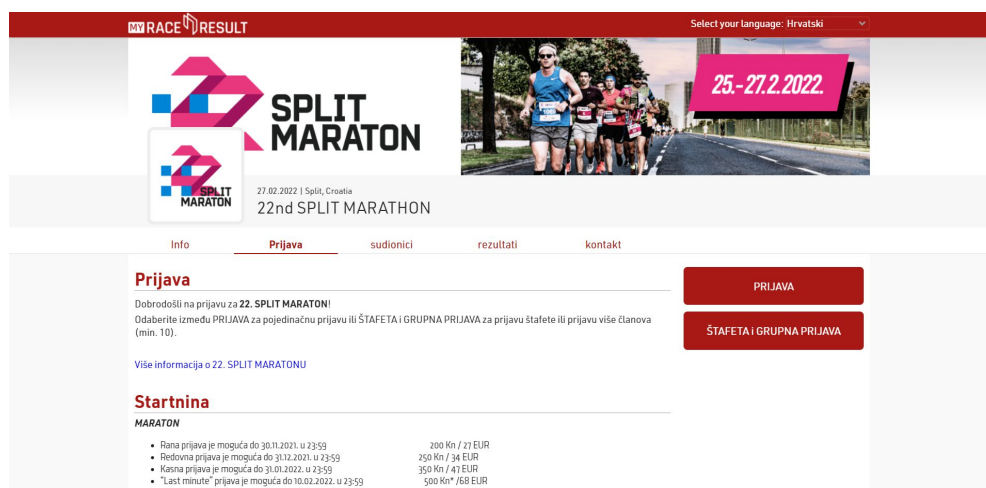 MY RACE RESULT
Select your language: Hrvatski
SPLIT
MARATON
25.-27.2.2022.
SPLIT
MARATON
27.02.2022 | Split, Croatia
22nd SPLIT MARATHON
Info Prijava sudionici rezultati kontakt
Prijava
Dobrodošli na prijavu za 22. SPLIT MARATON!
Odaberite između PRIJAVA za pojedinačnu prijavu ili ŠTAFETA i GRUPNA PRIJAVA za prijavu štafete ili prijavu više članova
(min. 10).
Više informacija o 22. SPLIT MARATONU
PRIJAVA
ŠTAFETA i GRUPNA PRIJAVA
Startnina
MARATON
Rana prijava je moguća do 30.11.2021. u 23:59 200 Kn / 27 EUR
Redovna prijava je moguća do 31.12.2021. u 23:59 250 Kn / 34 EUR
Kasna prijava je moguća do 31.01.2022. u 23:59 350 Kn / 47 EUR
"Last minute" prijava je moguća do 10.02.2022. u 23:59 500 Kn* /68 EUR